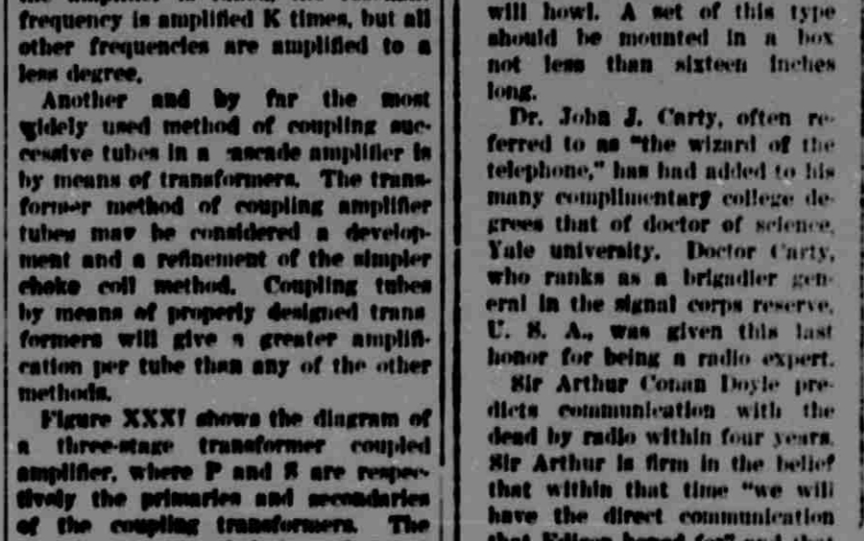 frequency is amplified K times, but all
other frequencies are amplified to a
less degree.
Another and by far the most
widely used method of coupling suc-
cessive tubes in a cascade amplifier is
by means of transformers. The trans-
former method of coupling amplifier
tubes may be considered a develop-
ment and a refinement of the simpler
choke coil method. Coupling tubes
by means of properly designed trans
formers will give a greater amplifi-
cation per tube than any of the other
methods.
Figure XXXI shows the diagram of
a three-stage transformer coupled
amplifier, where P and S are respec-
tively the primaries and secondaries
of the coupling transformers. The
will howl. A set of this type
should be mounted in a box
not less than sixteen inches
long.
Dr. John J. Carty, often re-
ferred to as "the wizard of the
telephone," has had added to his
many complimentary college de-
grees that of doctor of science,
Yale university. Doctor Carty,
who ranks as a brigadier gen-
eral in the signal corps reserve,
U. S. A., was given this last
honor for being a radio expert.
Sir Arthur Conan Doyle pre-
dicts communication with the
dead by radio within four years.
Sir Arthur is firm in the belief
that within that time "we will
have the direct communication
that Edison hoped for" and that